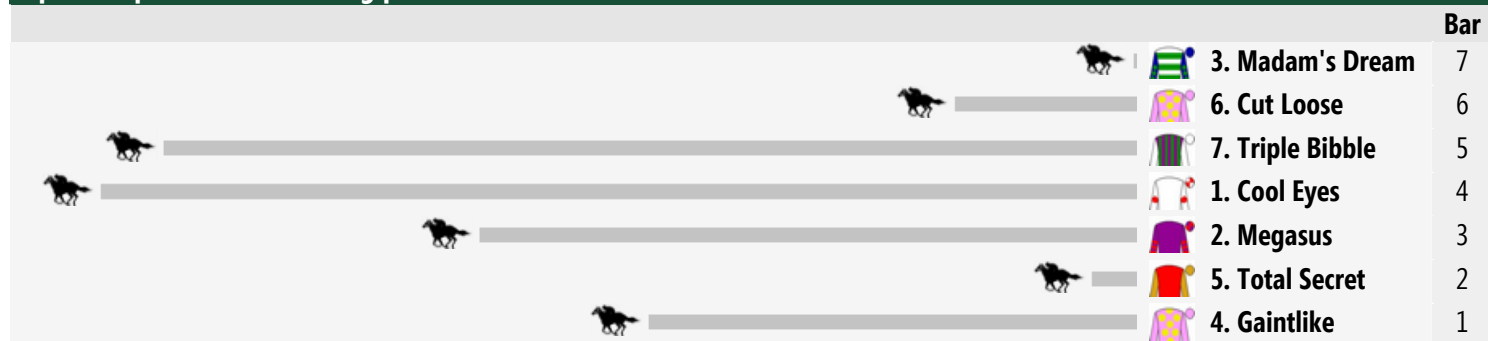 Bar
3. Madam's Dream 7
6. Cut Loose 6
7. Triple Bibble 5
1. Cool Eyes 4
2. Megasus 3
5. Total Secret 2
4. Gaintlike 1